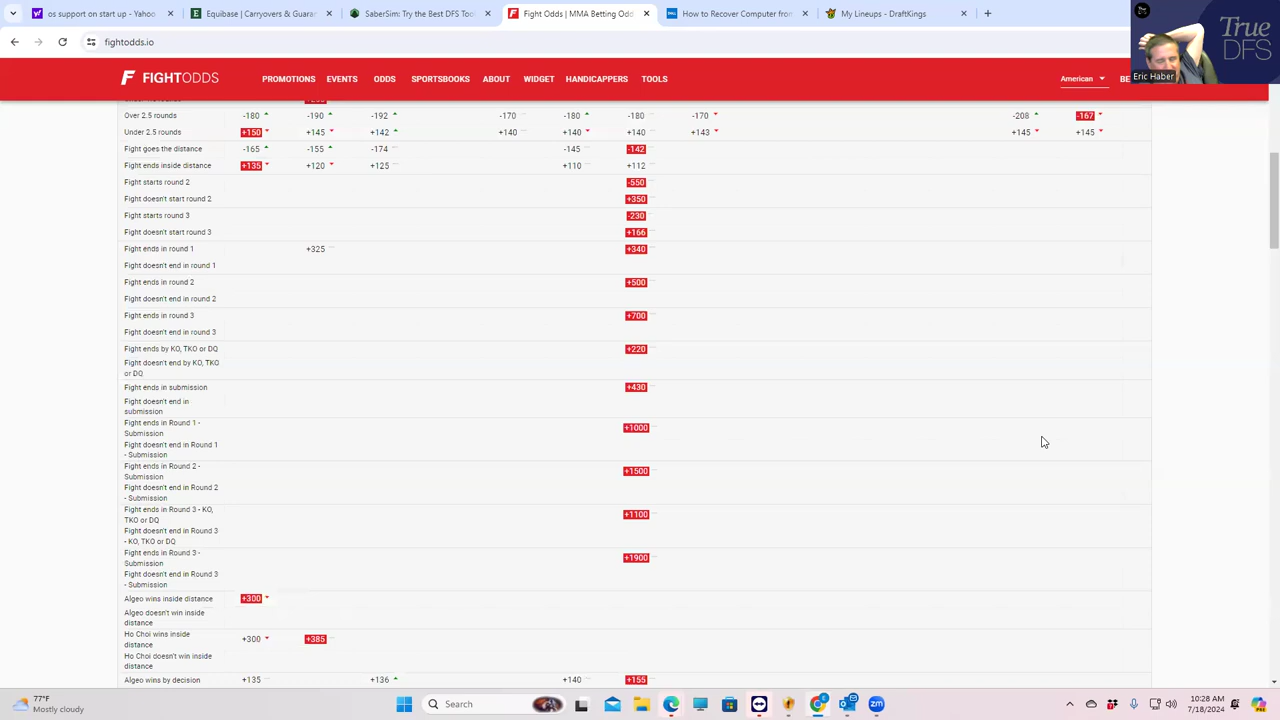 os support on start up - Yahoo
Equibase | Carryovers & Guara
SaberSim: Try the Best DFS T
Fight Odds | MMA Betting Odd
How to Reconnect Computer from
My Lineups - DraftKings
fightodds.io
True
DFS
Eric Haber
FIGHTODDS PROMOTIONS EVENTS ODDS SPORTSBOOKS ABOUT WIDGET HANDICAPPERS TOOLS American BE
Over 2.5 rounds -180 -190 -192 -170 -180 -180 -170 -208 -167
Under 2.5 rounds +150 +145 +142 +140 +140 +140 +143 +145 +145
Fight goes the distance -165 -155 -174 -145 -142
Fight ends inside distance +135 +120 +125 +110 +112
Fight starts round 2 -550
Fight doesn't start round 2 +350
Fight starts round 3 -230
Fight doesn't start round 3 +166
Fight ends in round 1 +325 +340
Fight doesn't end in round 1
Fight ends in round 2 +500
Fight doesn't end in round 2
Fight ends in round 3 +700
Fight doesn't end in round 3
Fight ends by KO, TKO or DQ +220
Fight doesn't end by KO, TKO
or DQ
Fight ends in submission +430
Fight doesn't end in
submission
Fight ends in Round 1 -
Submission +1000
Fight doesn't end in Round 1
- Submission
Fight ends in Round 2 -
Submission +1500
Fight doesn't end in Round 2
- Submission
Fight ends in Round 3 - KO,
TKO or DQ +1100
Fight doesn't end in Round 3
- KO, TKO or DQ
Fight ends in Round 3 -
Submission +1900
Fight doesn't end in Round 3
- Submission
Algeo wins inside distance +300
Algeo doesn't win inside
distance
Ho Choi wins inside
distance +300 +385
Ho Choi doesn't win inside
distance
Algeo wins by decision +135 +136 +140 +155
77°F
Mostly cloudy
Search
10:28 AM
7/18/2024